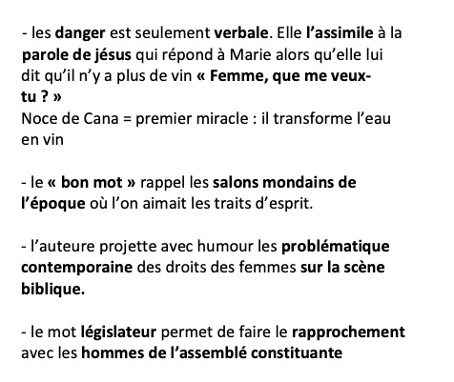 - les danger est seulement verbale. Elle l’assimile à la
parole de jésus qui répond à Marie alors qu’elle lui
dit qu’il n’y a plus de vin « Femme, que me veux-
tu ? »
Noce de Cana = premier miracle : il transforme l’eau
en vin
- le « bon mot » rappel les salons mondains de
l’époque où l’on aimait les traits d’esprit.
- l’auteure projette avec humour les problématique
contemporaine des droits des femmes sur la scène
biblique.
- le mot législateur permet de faire le rapprochement
avec les hommes de l’assemblé constituante